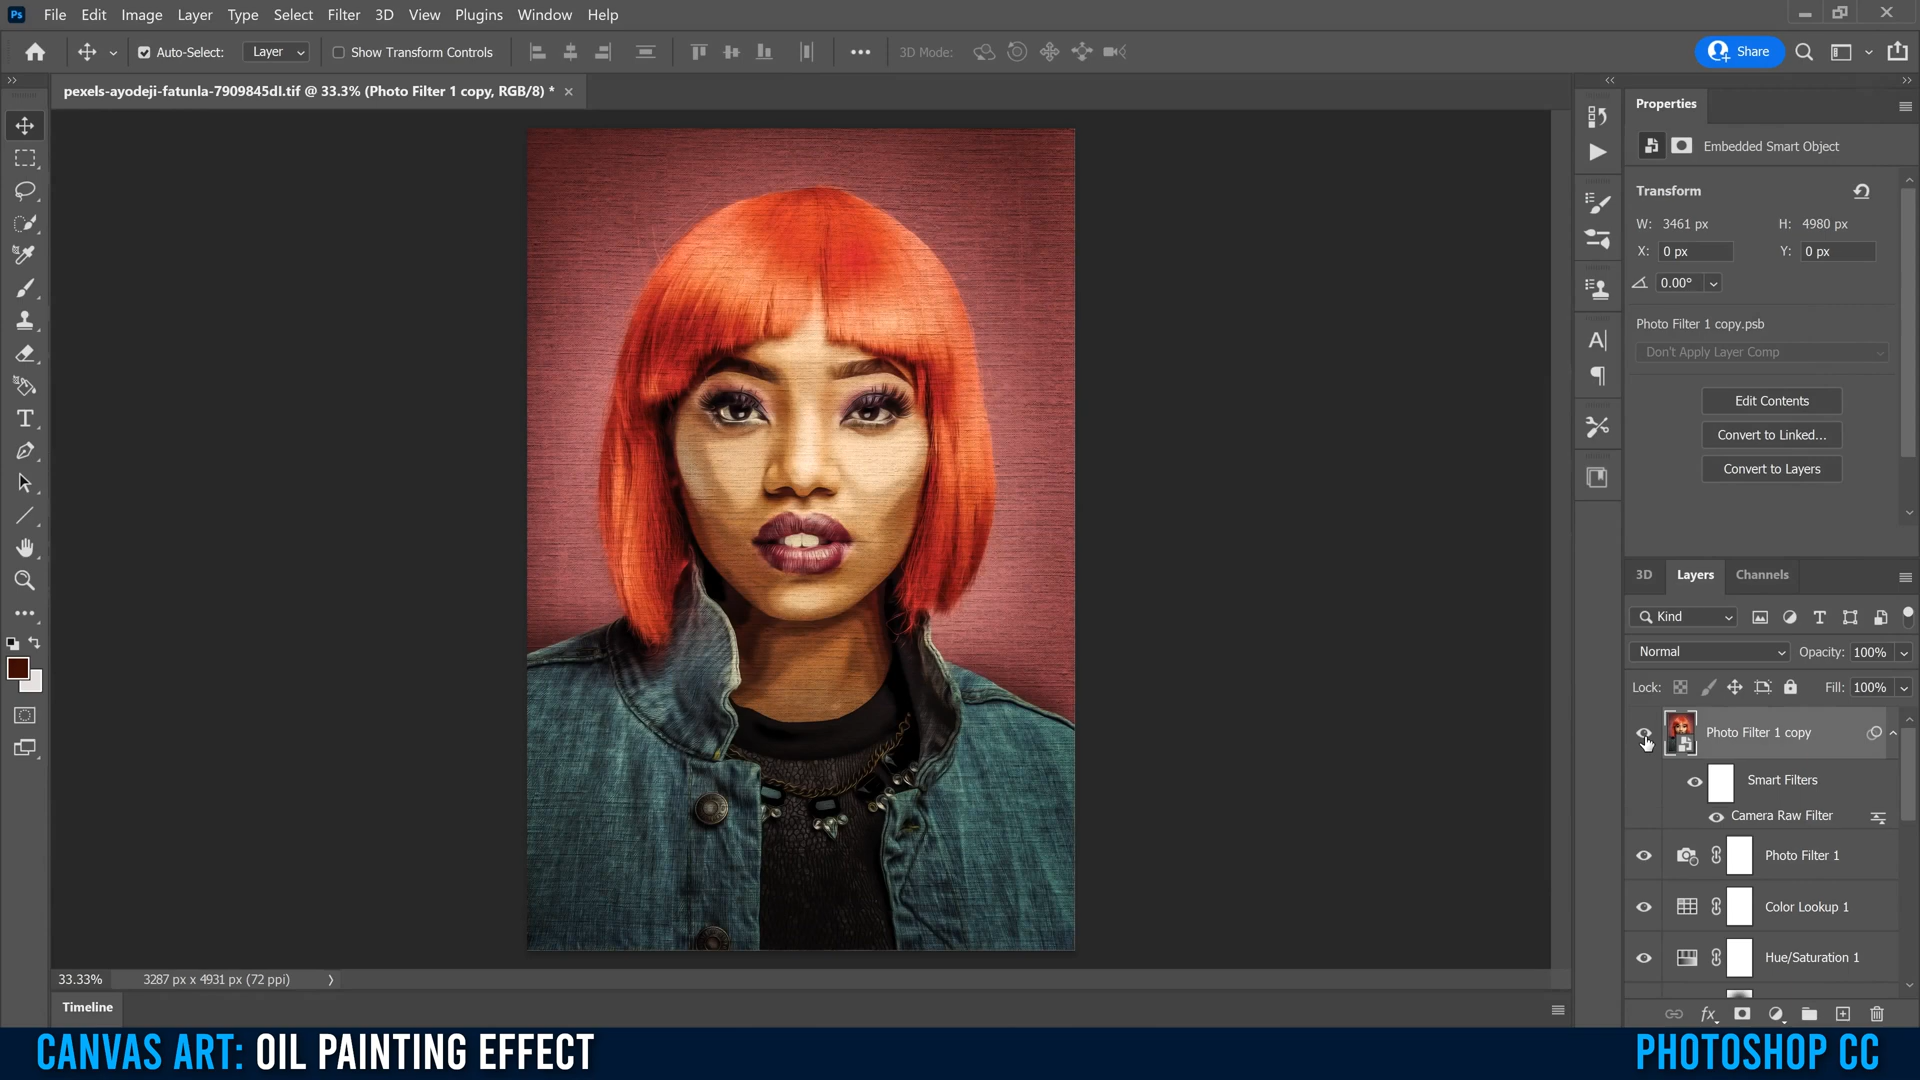 Ps File Edit Image Layer Type Select Filter 3D View Plugins Window Help
Auto-Select: Layer Show Transform Controls 3D Mode: Share
pexels-ayodeji-fatunla-7909845dI.tif @ 33.3% (Photo Filter 1 copy, RGB/8) *
Properties
Embedded Smart Object
Transform
W: 3461 px H: 4980 px
X: 0 px Y: 0 px
0.00°
Photo Filter 1 copy.psb
Don't Apply Layer Comp
Edit Contents
Convert to Linked...
Convert to Layers
3D Layers Channels
Kind
Normal Opacity: 100%
Lock: Fill: 100%
Photo Filter 1 copy
Smart Filters
Camera Raw Filter
Photo Filter 1
Color Lookup 1
Hue/Saturation 1
33.33% 3287 px x 4931 px (72 ppi)
Timeline
CANVAS ART: OIL PAINTING EFFECT
PHOTOSHOP CC